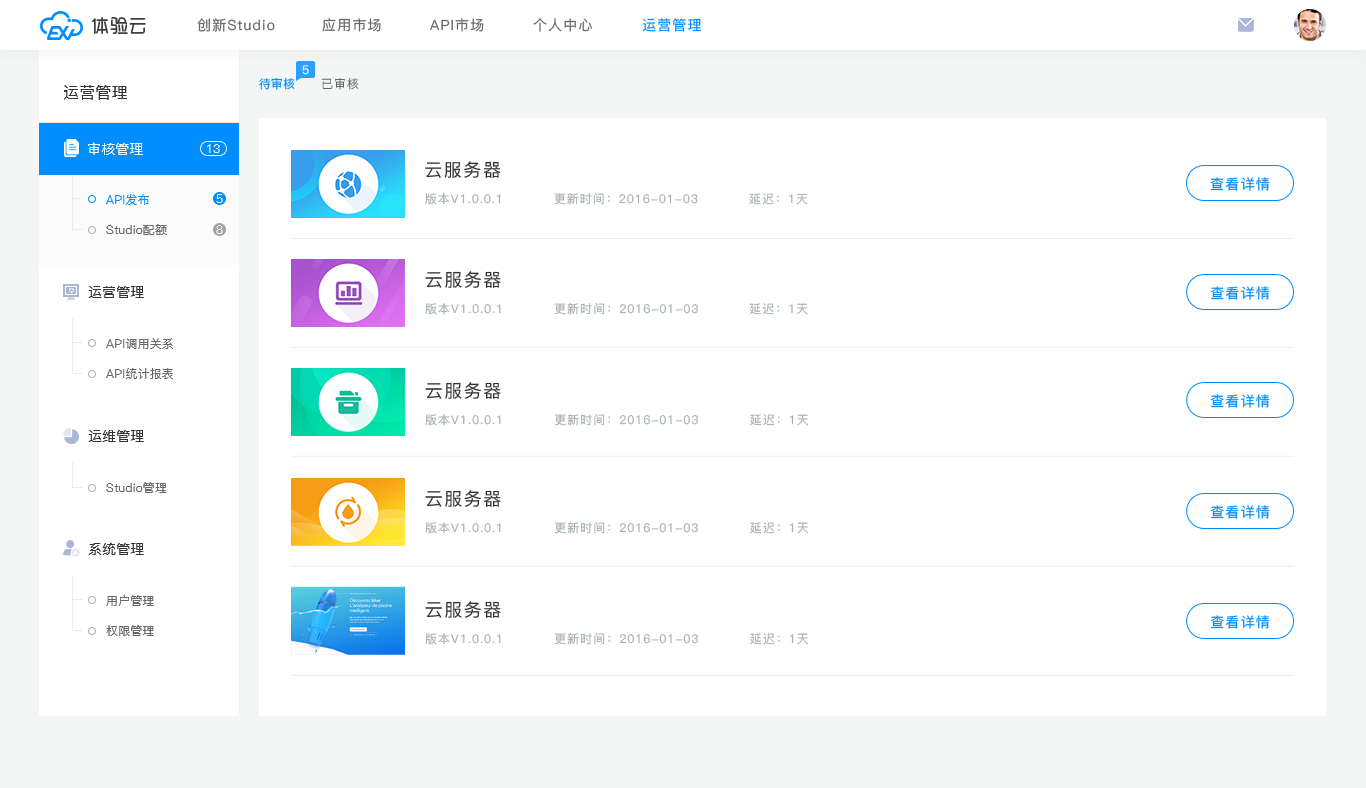 EXP 体验云 创新Studio 应用市场 API市场 个人中心 运营管理
运营管理
审核管理 13
API发布 5
Studio配额 8
运营管理
API调用关系
API统计报表
运维管理
Studio管理
系统管理
用户管理
权限管理
待审核 5 已审核
云服务器
版本V1.0.0.1 更新时间：2016-01-03 延迟：1天
查看详情
云服务器
版本V1.0.0.1 更新时间：2016-01-03 延迟：1天
查看详情
云服务器
版本V1.0.0.1 更新时间：2016-01-03 延迟：1天
查看详情
云服务器
版本V1.0.0.1 更新时间：2016-01-03 延迟：1天
查看详情
Découvrez blue
L'analyseur de piscine
intelligent
云服务器
版本V1.0.0.1 更新时间：2016-01-03 延迟：1天
查看详情